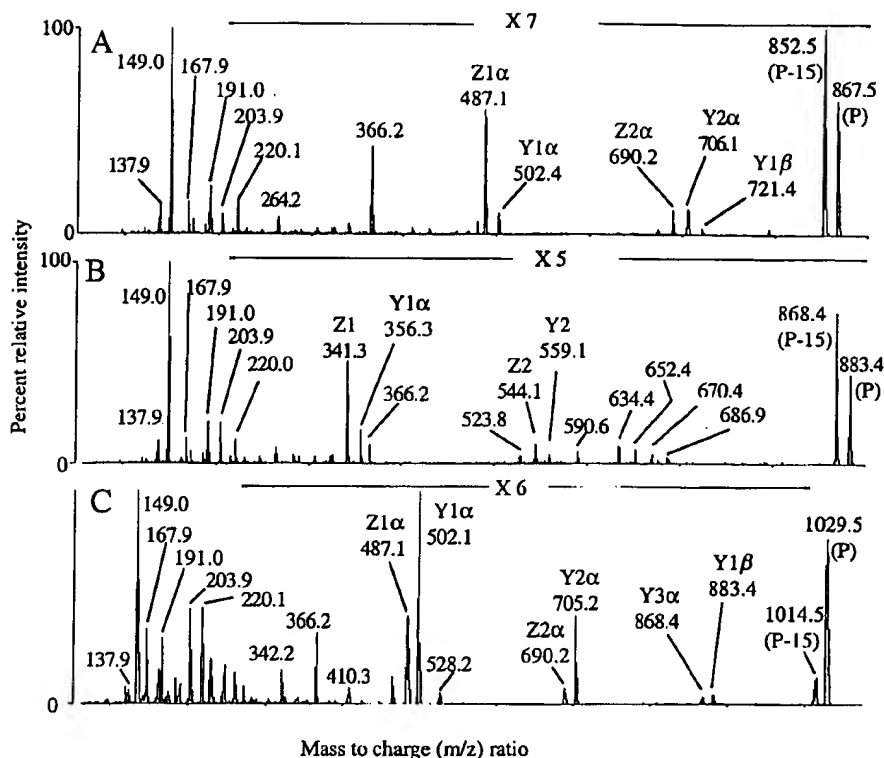 X 7
A
100
149.0
167.9
191.0
203.9
220.1
137.9
264.2
366.2
Z1α
487.1
Y1α
502.4
Z2α
690.2
Y2α
706.1
Y1β
721.4
852.5
(P-15)
867.5
(P)
0
X 5
B
100
149.0
167.9
191.0
203.9
220.0
137.9
Z1
341.3
Y1α
356.3
366.2
523.8
Z2
544.1
Y2
559.1
590.6
634.4
652.4
670.4
686.9
868.4
(P-15)
883.4
(P)
0
X 6
C
100
149.0
167.9
191.0
203.9
220.1
137.9
342.2
366.2
410.3
Z1α
487.1
Y1α
502.1
528.2
Z2α
690.2
Y2α
705.2
Y3α
868.4
Y1β
883.4
1014.5
(P-15)
1029.5
(P)
0
Percent relative intensity
Mass to charge (m/z) ratio